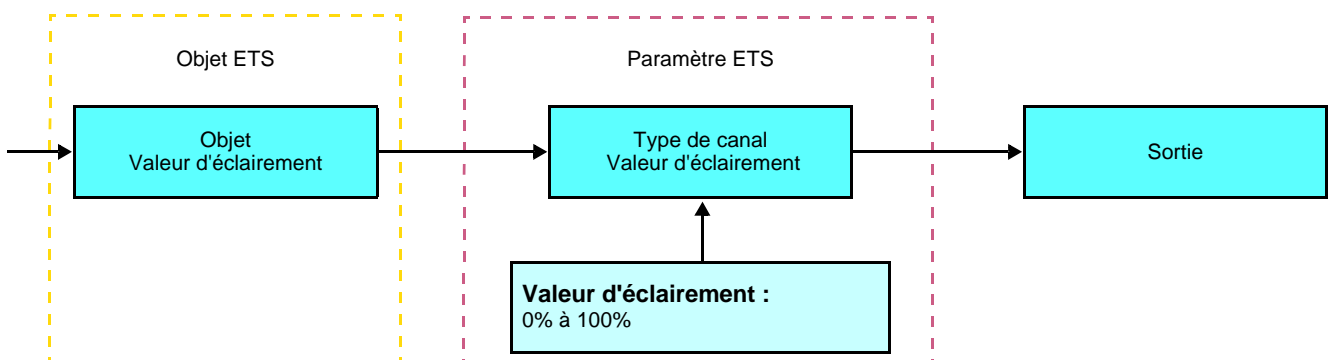 Objet ETS
Paramètre ETS
Objet
Valeur d'éclairement
Type de canal
Valeur d'éclairement
Sortie
Valeur d'éclairement :
0% à 100%